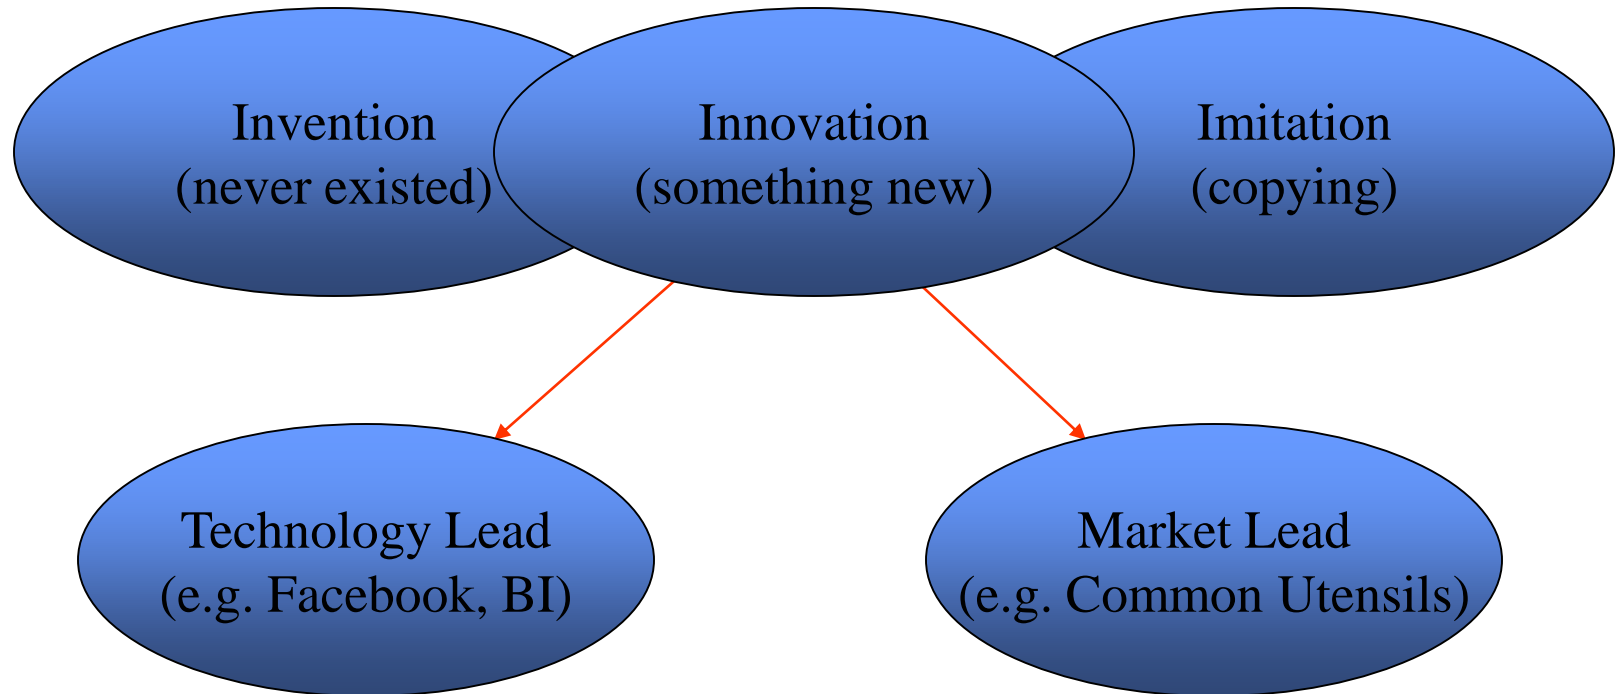 Invention
(never existed)
Innovation
(something new)
Imitation
(copying)
Technology Lead
(e.g. Facebook, BI)
Market Lead
(e.g. Common Utensils)